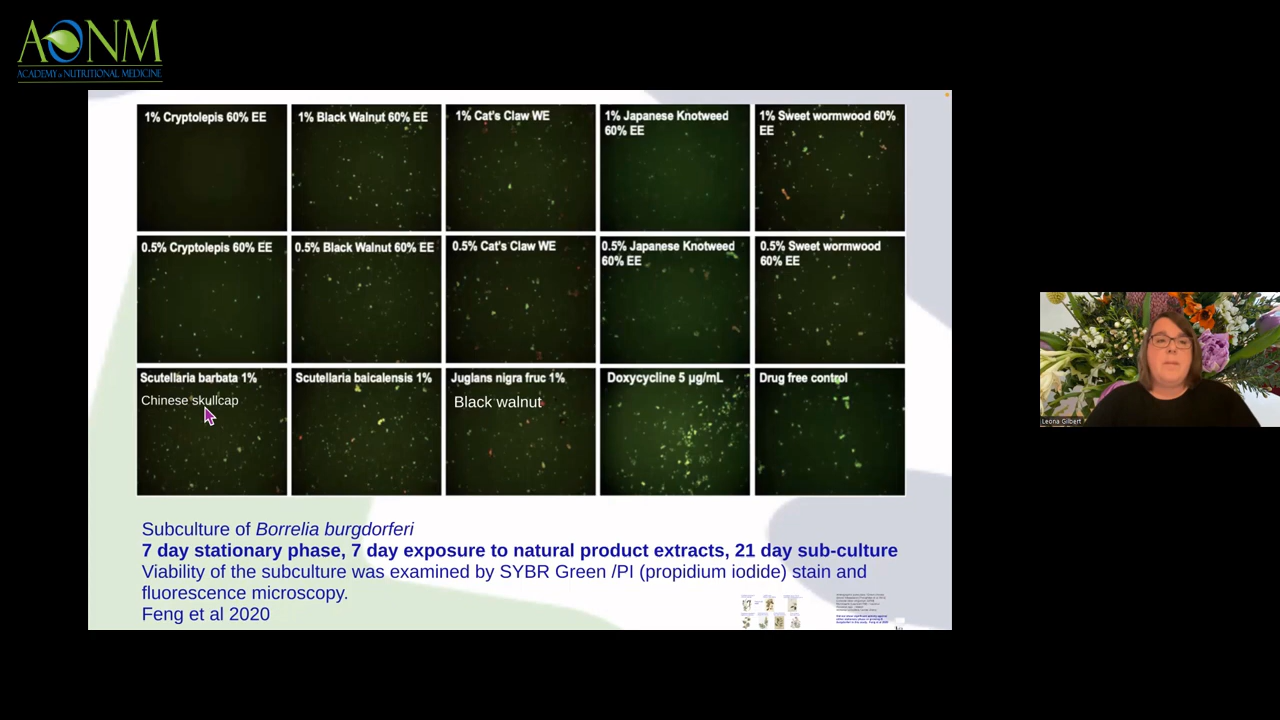 AONM
ACADEMY of NUTRITIONAL MEDICINE
1% Cryptolepis 60% EE
1% Black Walnut 60% EE
1% Cat's Claw WE
1% Japanese Knotweed
60% EE
1% Sweet wormwood 60%
EE
0.5% Cryptolepis 60% EE
0.5% Black Walnut 60% EE
0.5% Cat's Claw WE
0.5% Japanese Knotweed
60% EE
0.5% Sweet wormwood
60% EE
Scutellaria barbata 1%
Chinese skullcap
Scutellaria baicalensis 1%
Juglans nigra fruc 1%
Black walnut
Doxycycline 5 µg/mL
Drug free control
Subculture of Borrelia burgdorferi
7 day stationary phase, 7 day exposure to natural product extracts, 21 day sub-culture
Viability of the subculture was examined by SYBR Green /PI (propidium iodide) stain and
fluorescence microscopy.
Feng et al 2020
Leona Gilbert